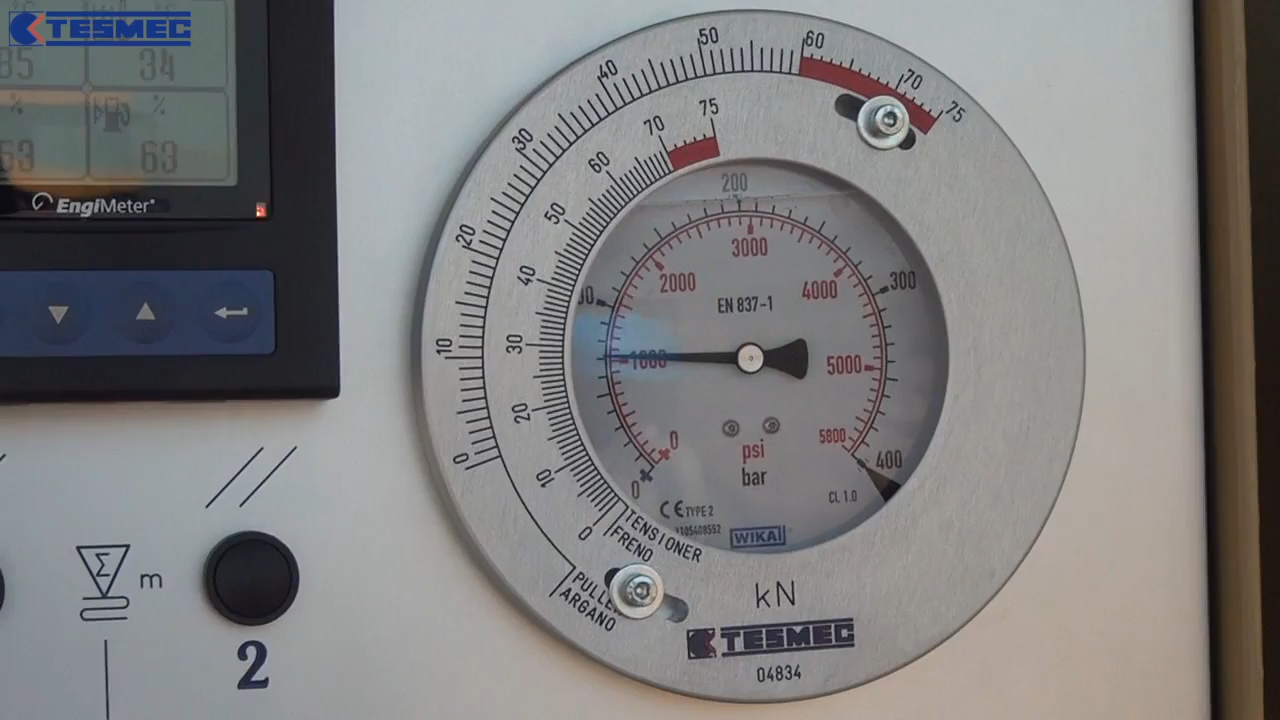 TESMEC
°C
34
%
%
53
63
EngiMeter
Σ m
2
0 10 20 30 40 50 60 70 75
0 10 20 30 40 50 60 70 75
TENSIONER
FRENO
PULLER
ARGANO
200
300
400
0
0
1000
2000
3000
4000
5000
5800
EN 837-1
psi
bar
CE TYPE 2
1105408552
CL 1.0
WIKA
kN
TESMEC
04834